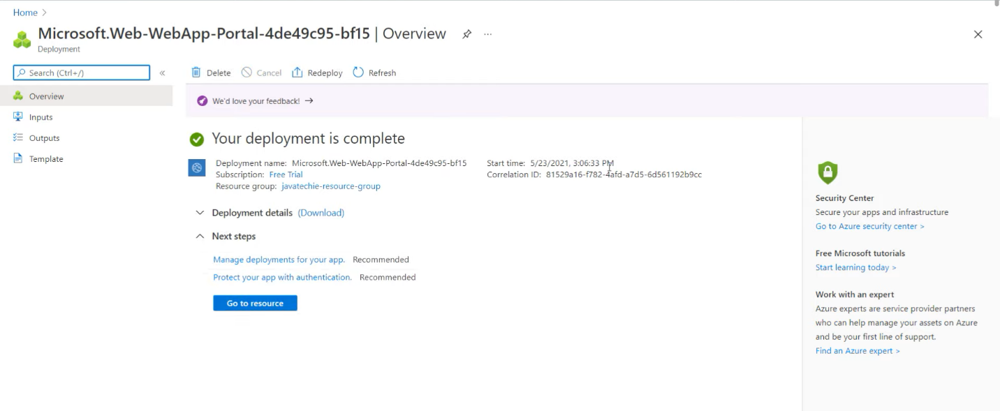 Home >
Microsoft.Web-WebApp-Portal-4de49c95-bf15 | Overview ...
Deployment
Search (Ctrl+/) «
Overview
Inputs
Outputs
Template
Delete Cancel Redeploy Refresh
We'd love your feedback! →
Your deployment is complete
Deployment name: Microsoft.Web-WebApp-Portal-4de49c95-bf15 Start time: 5/23/2021, 3:06:33 PM
Subscription: Free Trial Correlation ID: 81529a16-f782-4afd-a7d5-6d561192b9cc
Resource group: javatechie-resource-group
Deployment details (Download)
Next steps
Manage deployments for your app. Recommended
Protect your app with authentication. Recommended
Go to resource
Security Center
Secure your apps and infrastructure
Go to Azure security center >
Free Microsoft tutorials
Start learning today >
Work with an expert
Azure experts are service provider partners
who can help manage your assets on Azure
and be your first line of support.
Find an Azure expert >